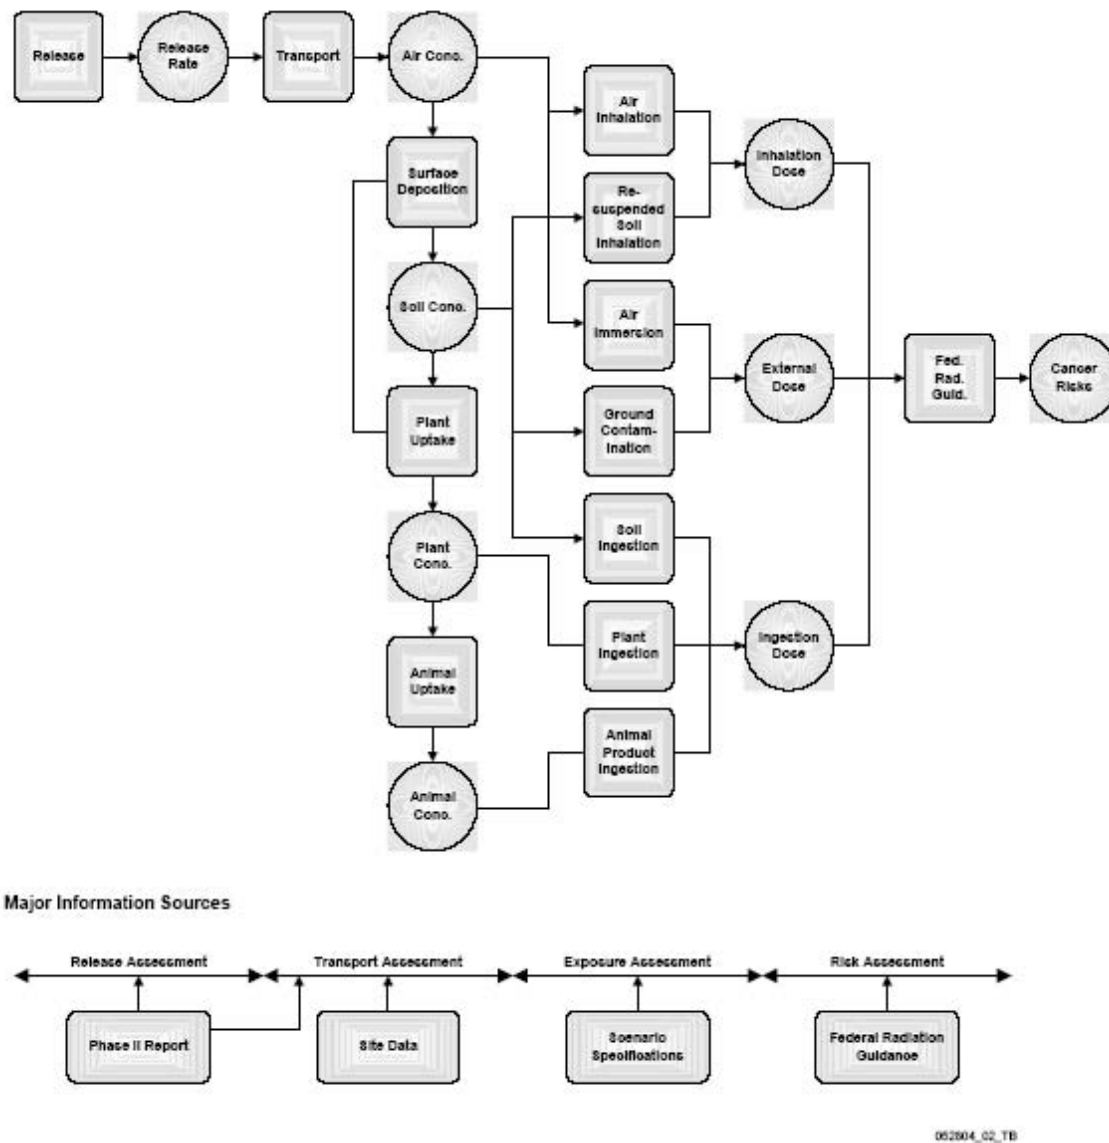 Release
Release
Rate
Transport
Air Conc.
Air
Inhalation
Inhalation
Dose
Surface
Deposition
Re-
suspended
Soil
Inhalation
Soil Conc.
Air
Immersion
External
Dose
Fed.
Rad.
Guid.
Cancer
Risks
Plant
Uptake
Ground
Contam-
ination
Plant
Conc.
Soil
Ingestion
Plant
Ingestion
Ingestion
Dose
Animal
Uptake
Animal
Product
Ingestion
Animal
Conc.
Major Information Sources
Release Assessment
Transport Assessment
Exposure Assessment
Risk Assessment
Phase II Report
Site Data
Scenario
Specifications
Federal Radiation
Guidance
062804_02_TB